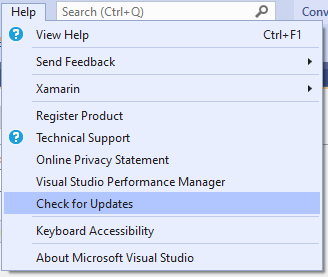 Help Search (Ctrl+Q) Conv
View Help Ctrl+F1
Send Feedback
Xamarin
Register Product
Technical Support
Online Privacy Statement
Visual Studio Performance Manager
Check for Updates
Keyboard Accessibility
About Microsoft Visual Studio